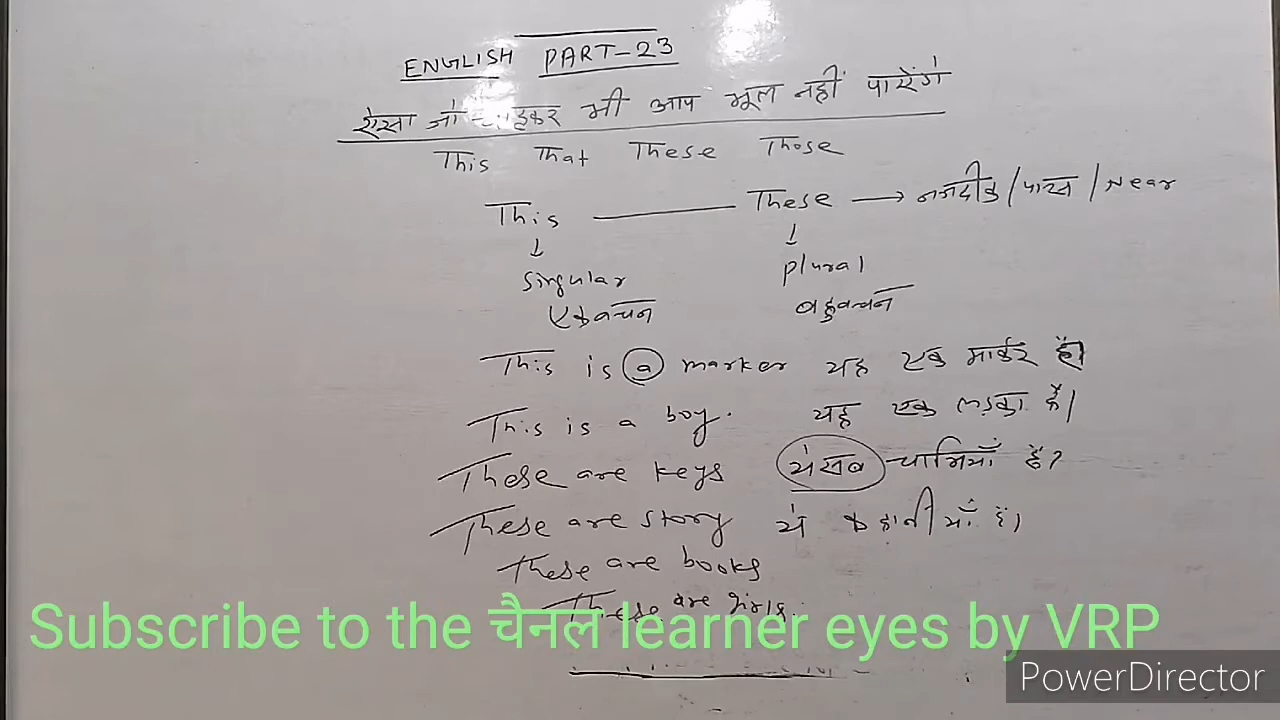 ENGLISH PART-23
ऐसा जो चाहकर भी आप भूल नहीं पायेंगे
This That These Those
This —— These → नजदीक / पास / Near
↓ ↓
Singular plural
एकवचन बहुवचन
This is a marker यह एक मार्कर है।
This is a boy. यह एक लड़का है।
These are keys ये सब चाभियाँ हैं?
These are story ये कहानीयाँ हैं।
These are books
These are girls.
Subscribe to the चैनल learner eyes by VRP
PowerDirector